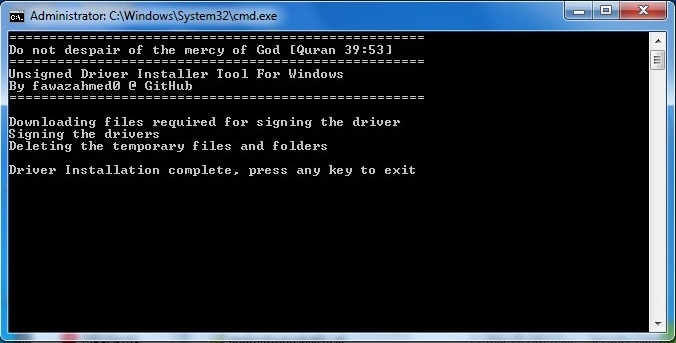 Administrator: C:\Windows\System32\cmd.exe
====================================================
Do not despair of the mercy of God [Quran 39:53]
====================================================
Unsigned Driver Installer Tool For Windows
By fawazahmed0 @ GitHub
====================================================
Downloading files required for signing the driver
Signing the drivers
Deleting the temporary files and folders
Driver Installation complete, press any key to exit